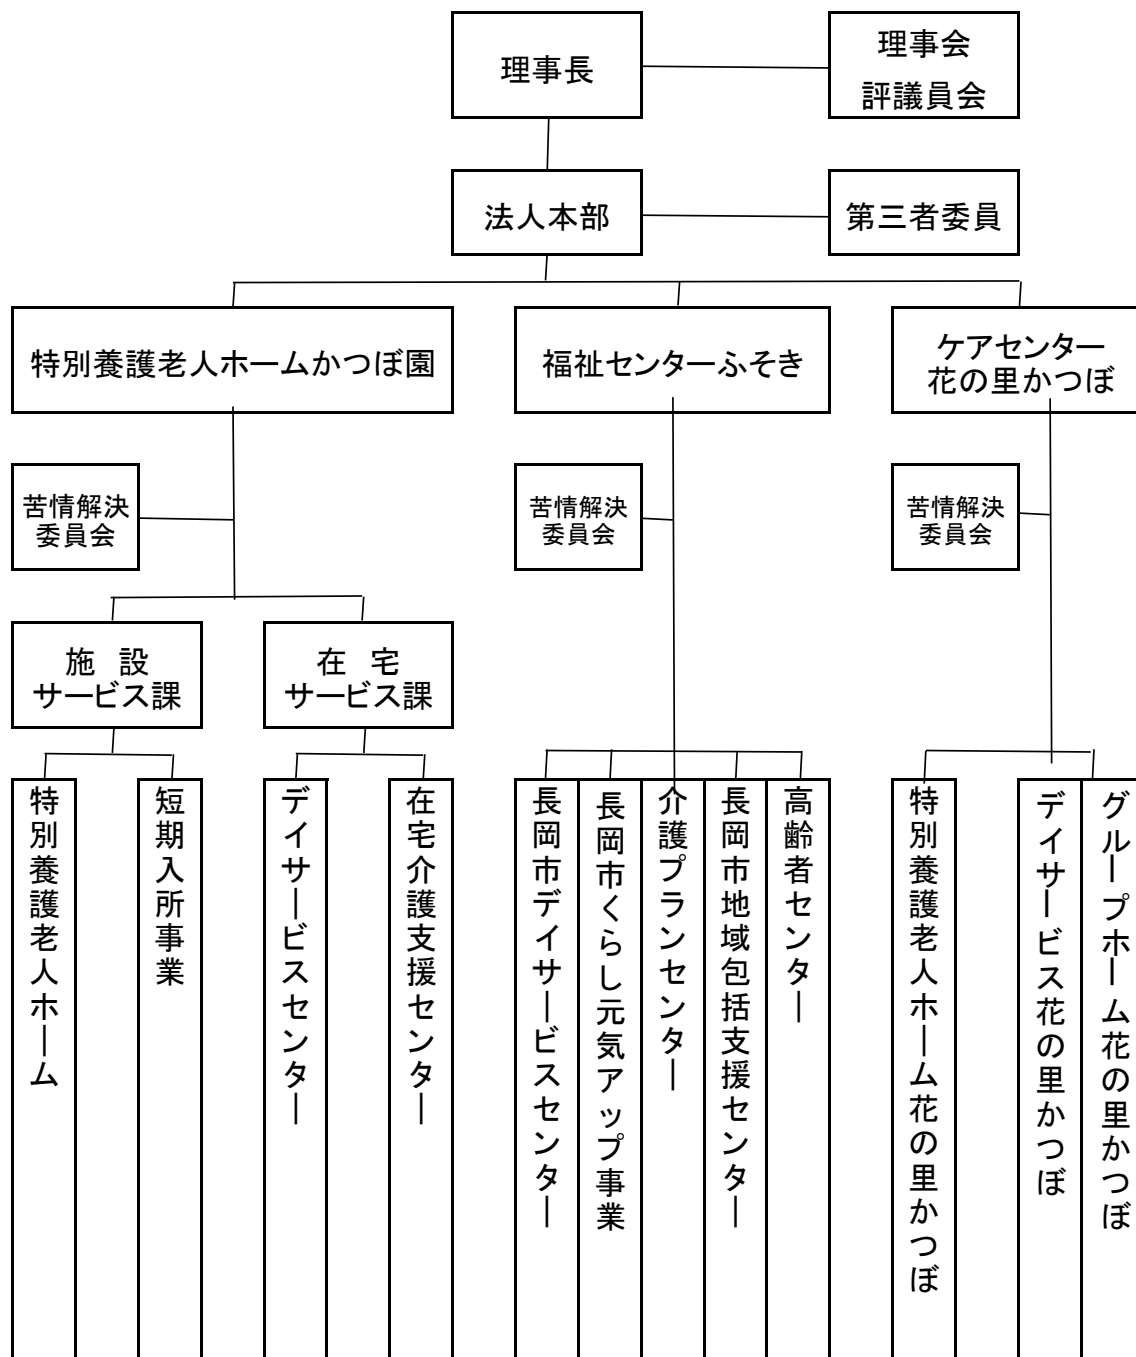 理事長
理事会
評議員会
法人本部
第三者委員
特別養護老人ホームかつぼ園
福祉センターふそき
ケアセンター
花の里かつぼ
苦情解決
委員会
苦情解決
委員会
苦情解決
委員会
施 設
サービス課
在 宅
サービス課
特別養護老人ホーム
短期入所事業
デイサービスセンター
在宅介護支援センター
長岡市デイサービスセンター
長岡市くらし元気アップ事業
介護プランセンター
長岡市地域包括支援センター
高齢者センター
特別養護老人ホーム花の里かつぼ
デイサービス花の里かつぼ
グループホーム花の里かつぼ